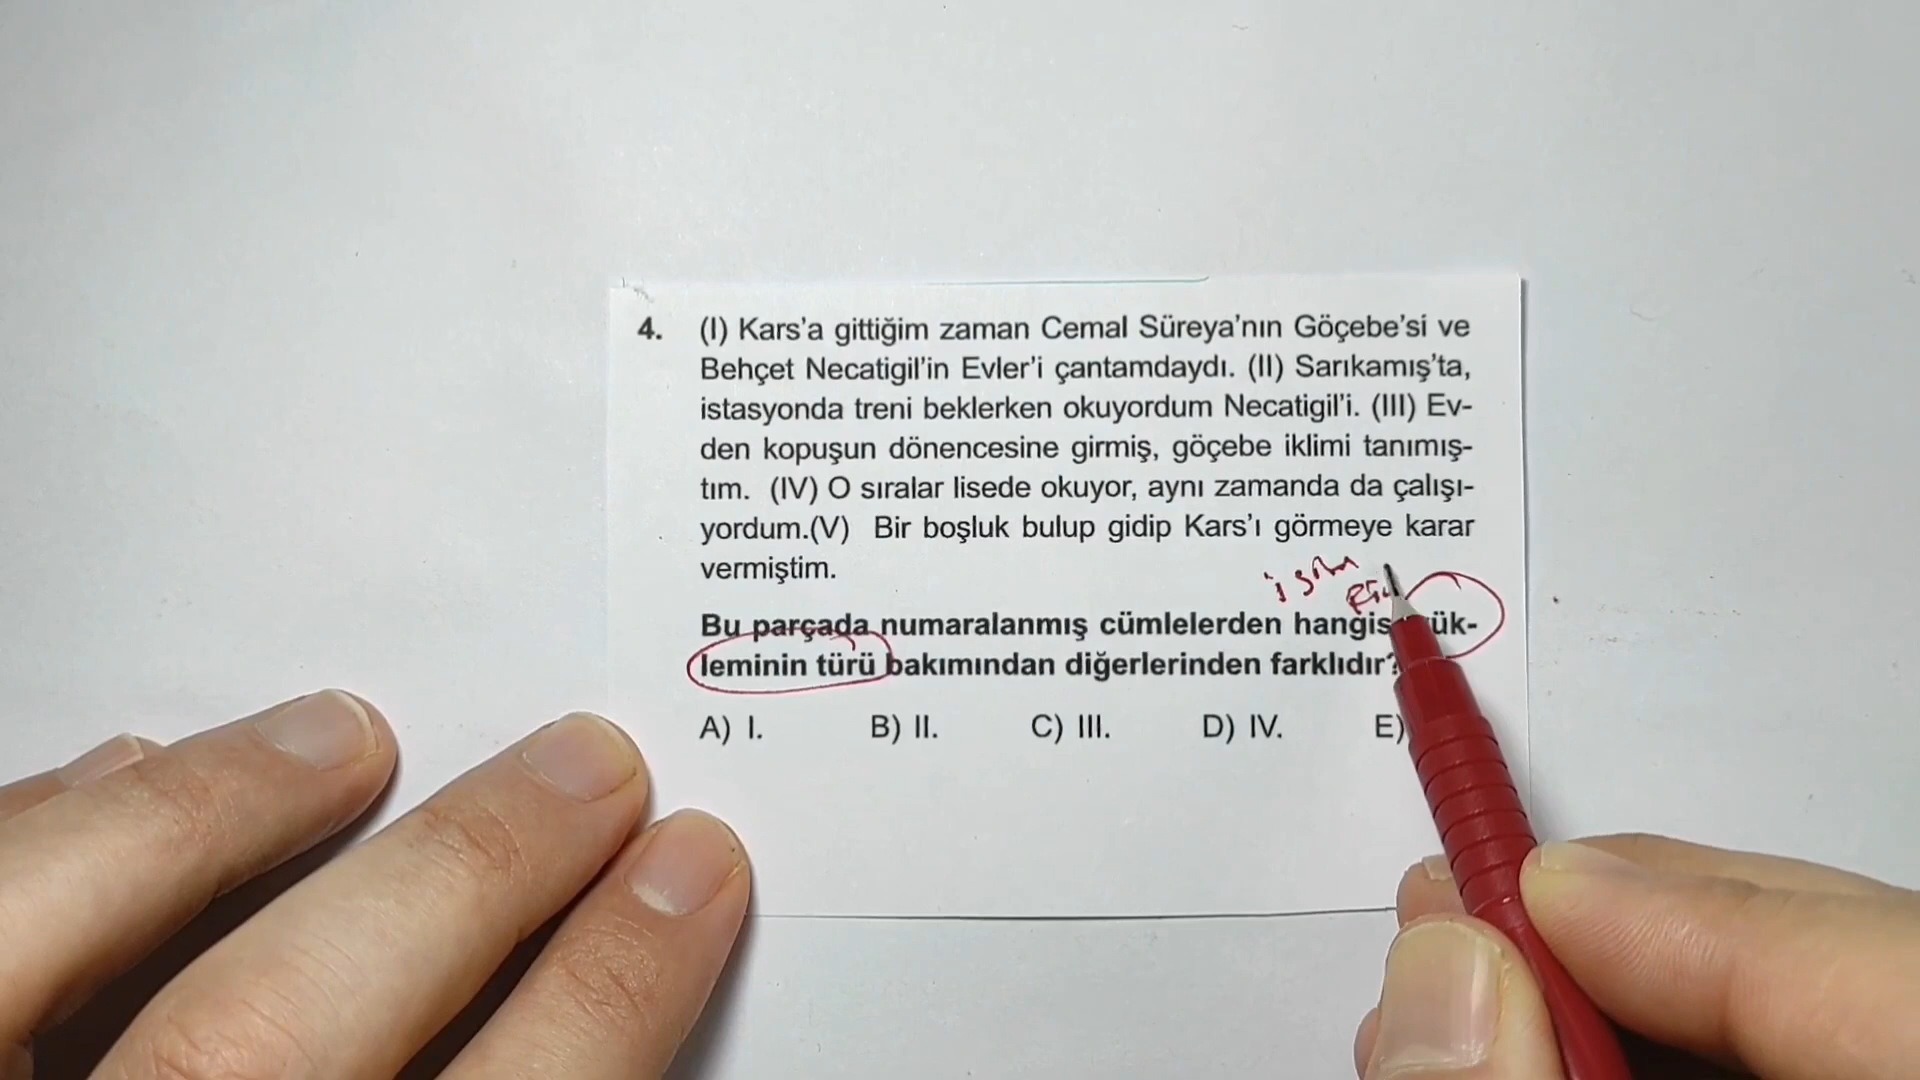 4. (I) Kars'a gittiğim zaman Cemal Süreya'nın Göçebe'si ve
Behçet Necatigil'in Evler'i çantamdaydı. (II) Sarıkamış'ta,
istasyonda treni beklerken okuyordum Necatigil'i. (III) Ev-
den kopuşun dönencesine girmiş, göçebe iklimi tanımış-
tım. (IV) O sıralar lisede okuyor, aynı zamanda da çalışı-
yordum.(V) Bir boşluk bulup gidip Kars'ı görmeye karar
vermiştim.
isim
Bu parçada numaralanmış cümlelerden ük-
leminin türü bakımından diğerlerinden farklıdır?
A) I. B) II. C) III. D) IV. E)